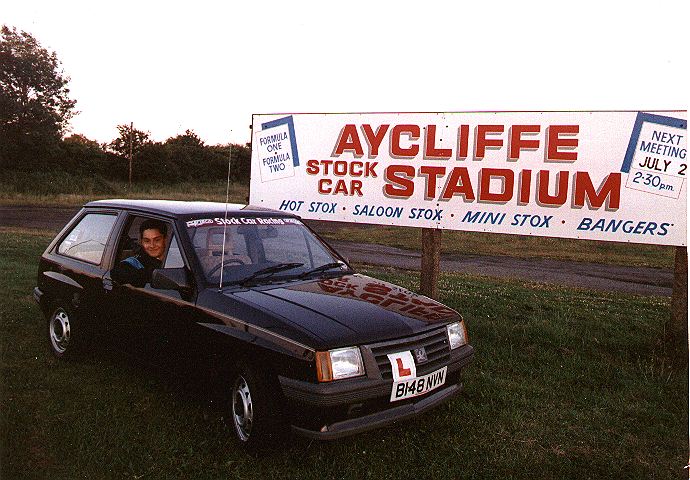 FORMULA
ONE
FORMULA
TWO
AYCLIFFE
STOCK
CAR
STADIUM
NEXT
MEETING
JULY 2
2·30p.m.
HOT STOX · SALOON STOX · MINI STOX · BANGERS
Stock Car Racing
L
B148 NVN